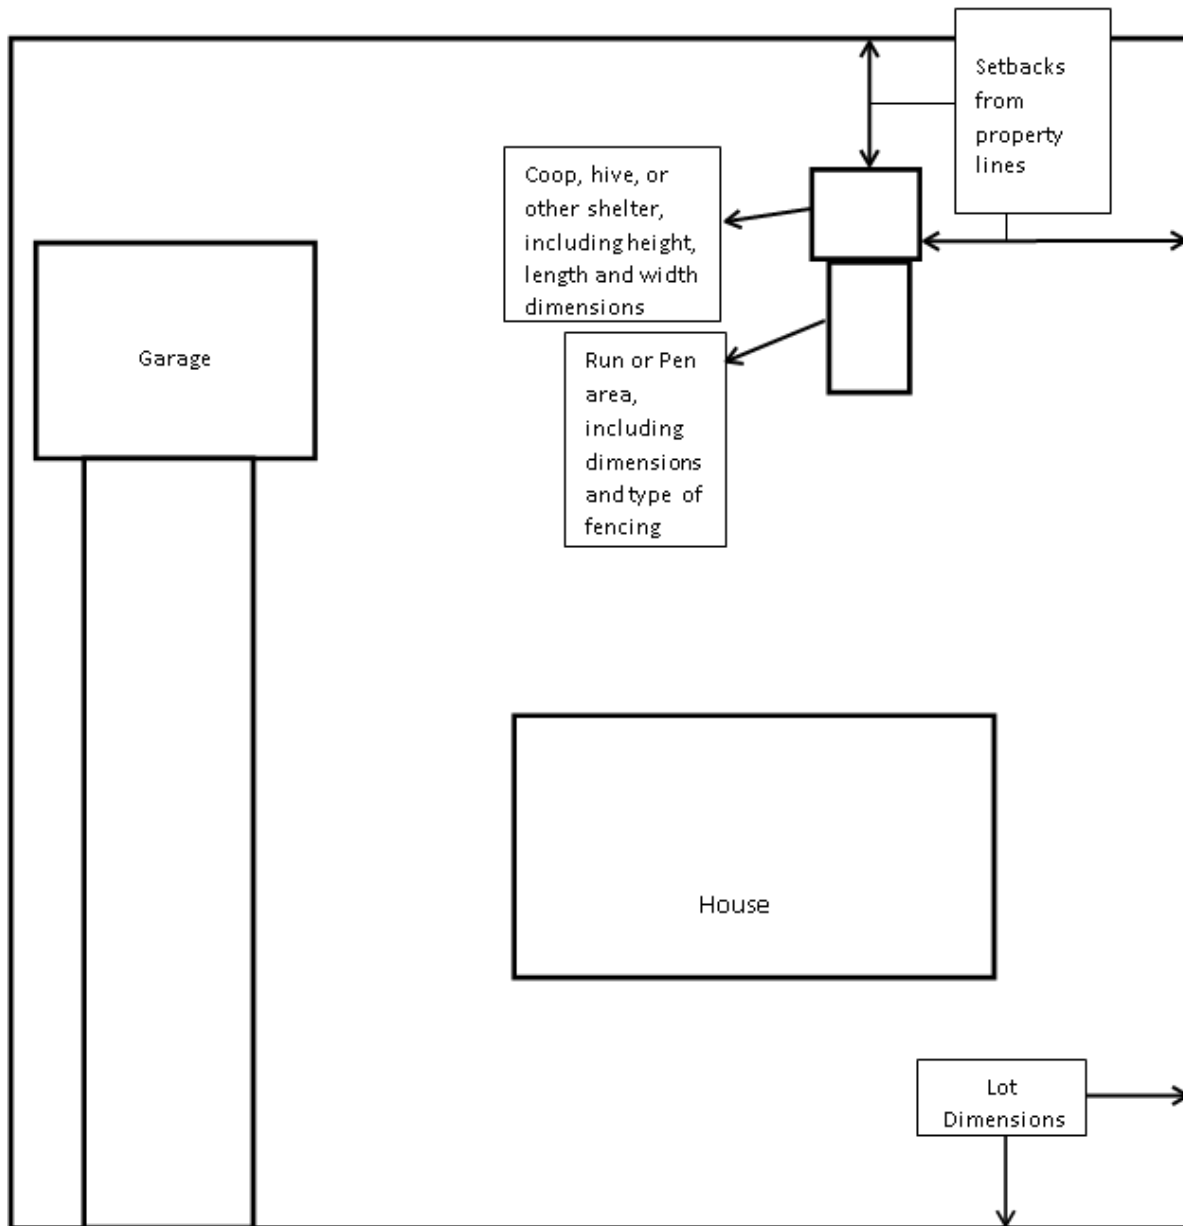 Setbacks
from
property
lines
Coop, hive, or
other shelter,
including height,
length and width
dimensions
Garage
Run or Pen
area,
including
dimensions
and type of
fencing
House
Lot
Dimensions